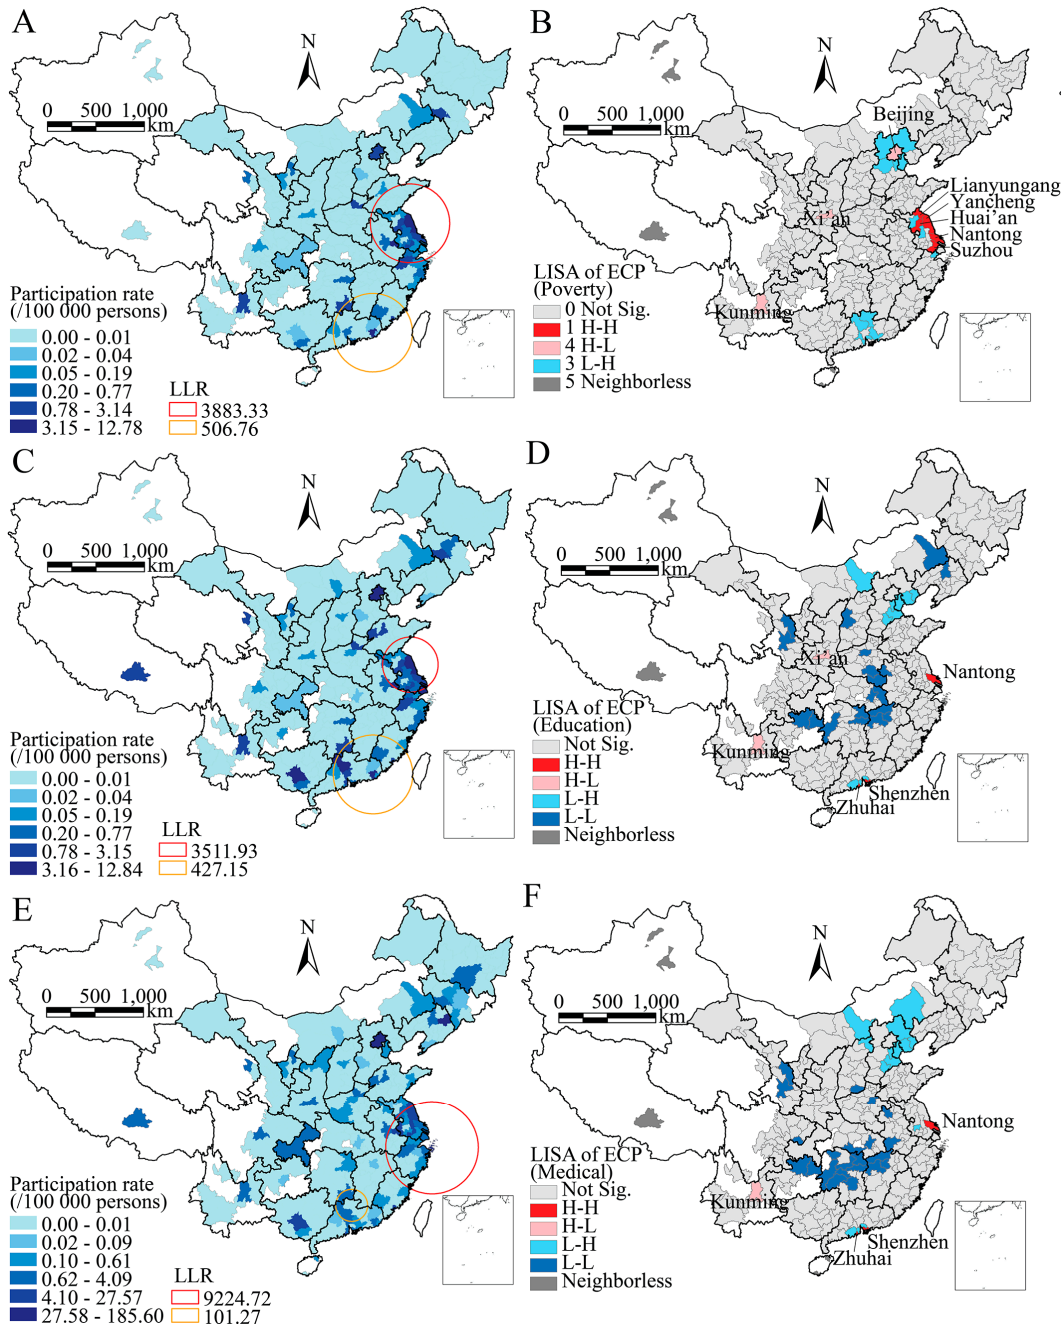 A
N
0 500 1,000
km
Participation rate
(/100 000 persons)
0.00 - 0.01
0.02 - 0.04
0.05 - 0.19
0.20 - 0.77
0.78 - 3.14
3.15 - 12.78
LLR
3883.33
506.76
B
N
0 500 1,000
km
Beijing
Lianyungang
Yancheng
Huai'an
Nantong
Suzhou
Xi'an
Kunming
LISA of ECP
(Poverty)
0 Not Sig.
1 H-H
4 H-L
3 L-H
5 Neighborless
C
N
0 500 1,000
km
Participation rate
(/100 000 persons)
0.00 - 0.01
0.02 - 0.04
0.05 - 0.19
0.20 - 0.77
0.78 - 3.15
3.16 - 12.84
LLR
3511.93
427.15
D
N
0 500 1,000
km
Xi'an
Nantong
Kunming
Shenzhen
Zhuhai
LISA of ECP
(Education)
Not Sig.
H-H
H-L
L-H
L-L
Neighborless
E
N
0 500 1,000
km
Participation rate
(/100 000 persons)
0.00 - 0.01
0.02 - 0.09
0.10 - 0.61
0.62 - 4.09
4.10 - 27.57
27.58 - 185.60
LLR
9224.72
101.27
F
N
0 500 1,000
km
Nantong
Kunming
Shenzhen
Zhuhai
LISA of ECP
(Medical)
Not Sig.
H-H
H-L
L-H
L-L
Neighborless